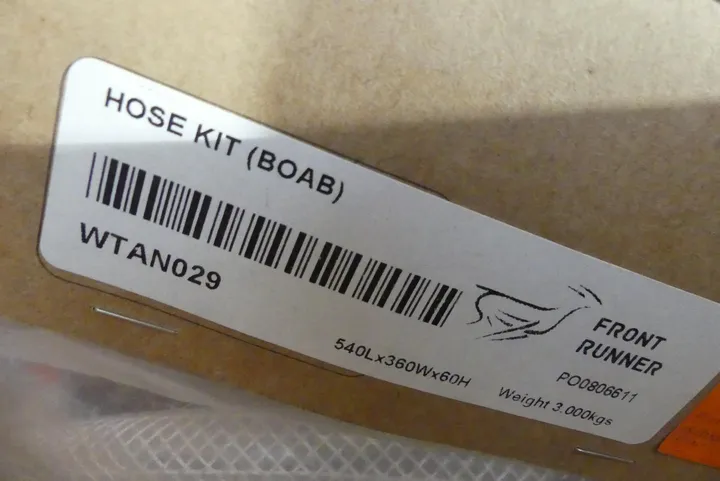 HOSE KIT (BOAB)
WTAN029
540Lx360Wx60H
FRONT
RUNNER
PO0806611
Weight 3.000kgs